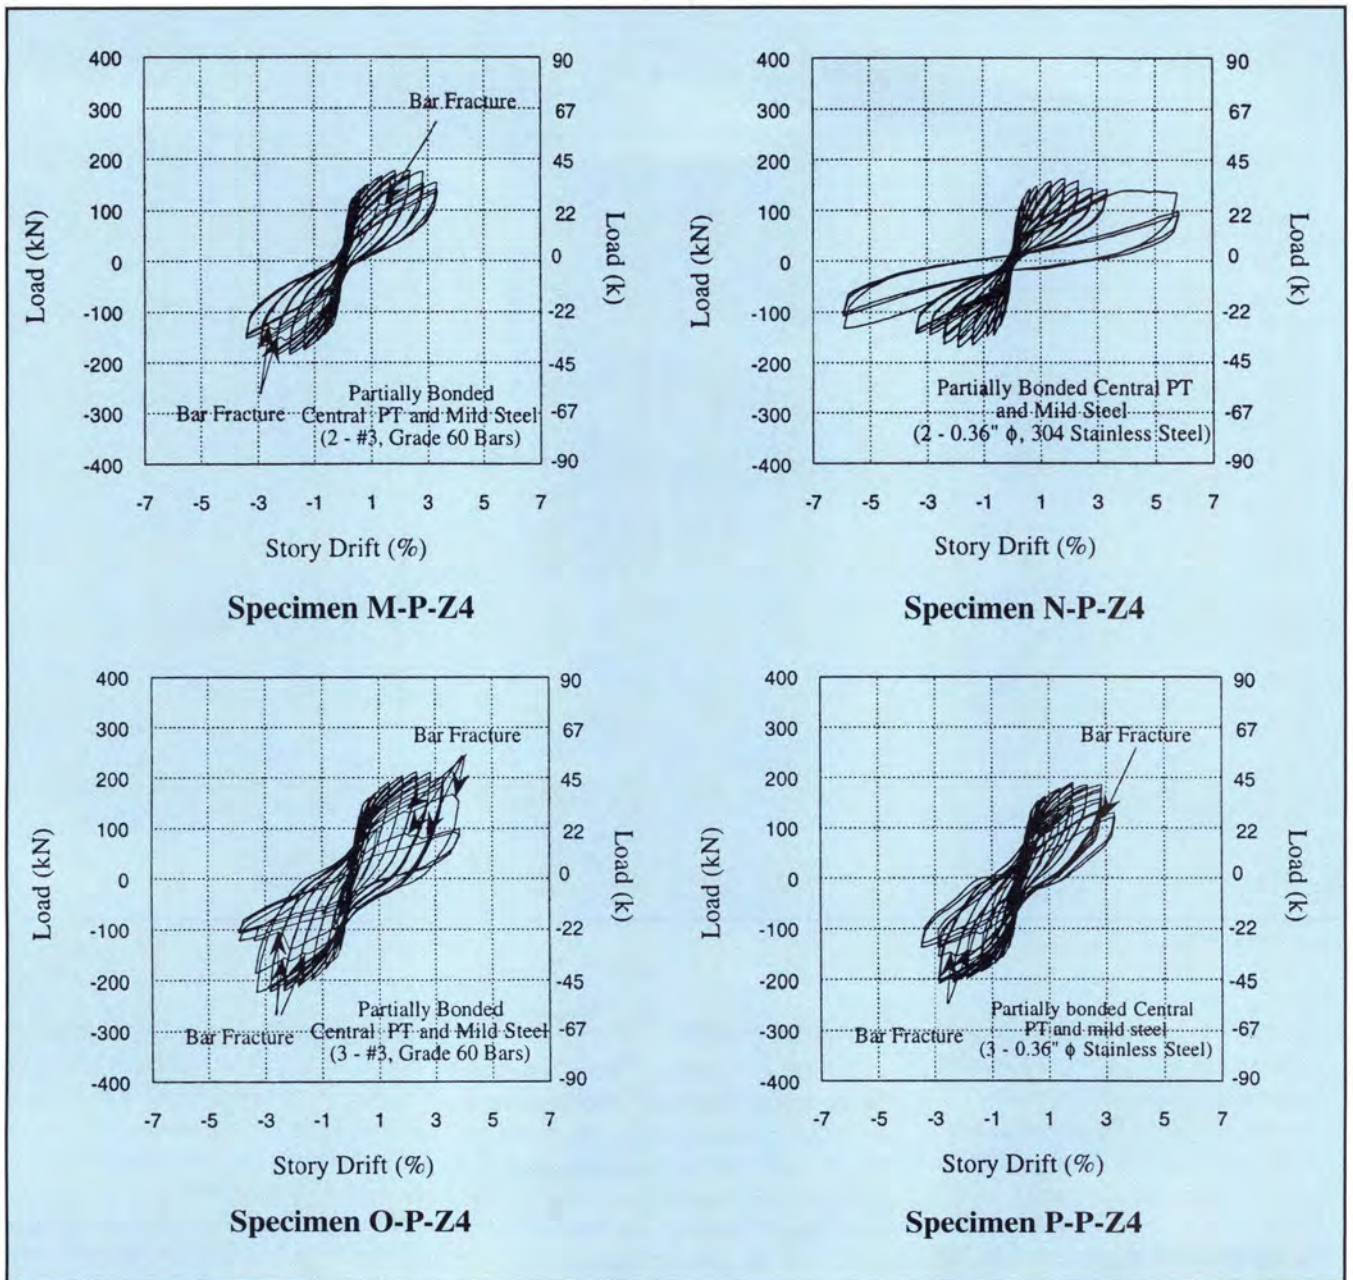 400
300
200
100
0
-100
-200
-300
-400
Load (kN)
90
67
45
22
0
-22
-45
-67
-90
Load (k)
Bar Fracture
Bar Fracture
Partially Bonded
Central PT and Mild Steel
(2 - #3, Grade 60 Bars)
-7 -5 -3 -1 1 3 5 7
Story Drift (%)
Specimen M-P-Z4
400
300
200
100
0
-100
-200
-300
-400
Load (kN)
90
67
45
22
0
-22
-45
-67
-90
Load (k)
Partially Bonded Central PT
and Mild Steel
(2 - 0.36" ϕ, 304 Stainless Steel)
-7 -5 -3 -1 1 3 5 7
Story Drift (%)
Specimen N-P-Z4
400
300
200
100
0
-100
-200
-300
-400
Load (kN)
90
67
45
22
0
-22
-45
-67
-90
Load (k)
Bar Fracture
Bar Fracture
Partially Bonded
Central PT and Mild Steel
(3 - #3, Grade 60 Bars)
-7 -5 -3 -1 1 3 5 7
Story Drift (%)
Specimen O-P-Z4
400
300
200
100
0
-100
-200
-300
-400
Load (kN)
90
67
45
22
0
-22
-45
-67
-90
Load (k)
Bar Fracture
Bar Fracture
Partially bonded Central
PT and mild steel
(3 - 0.36" ϕ Stainless Steel)
-7 -5 -3 -1 1 3 5 7
Story Drift (%)
Specimen P-P-Z4